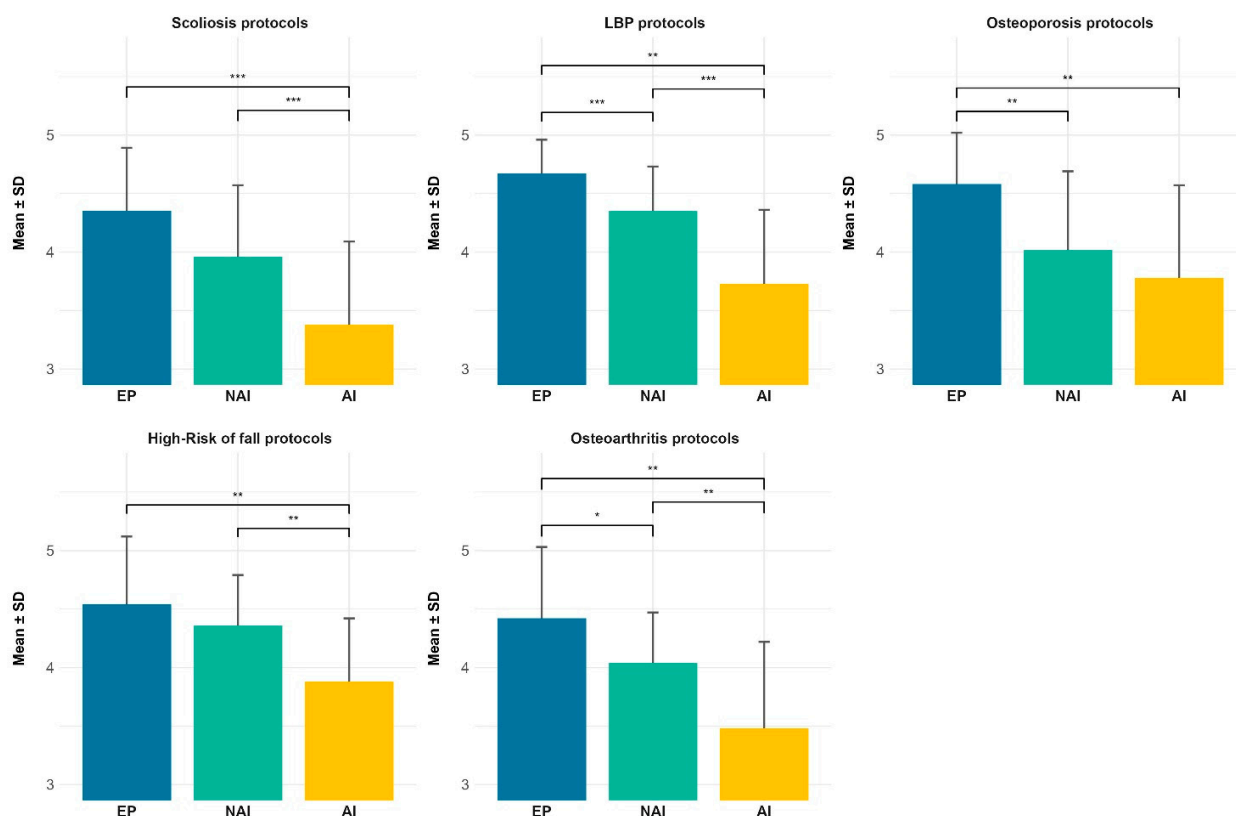 Scoliosis protocols
***
***
5
4
3
Mean ± SD
EP NAI AI
LBP protocols
**
***
***
5
4
3
Mean ± SD
EP NAI AI
Osteoporosis protocols
**
**
5
4
3
Mean ± SD
EP NAI AI
High-Risk of fall protocols
**
**
5
4
3
Mean ± SD
EP NAI AI
Osteoarthritis protocols
**
**
*
5
4
3
Mean ± SD
EP NAI AI